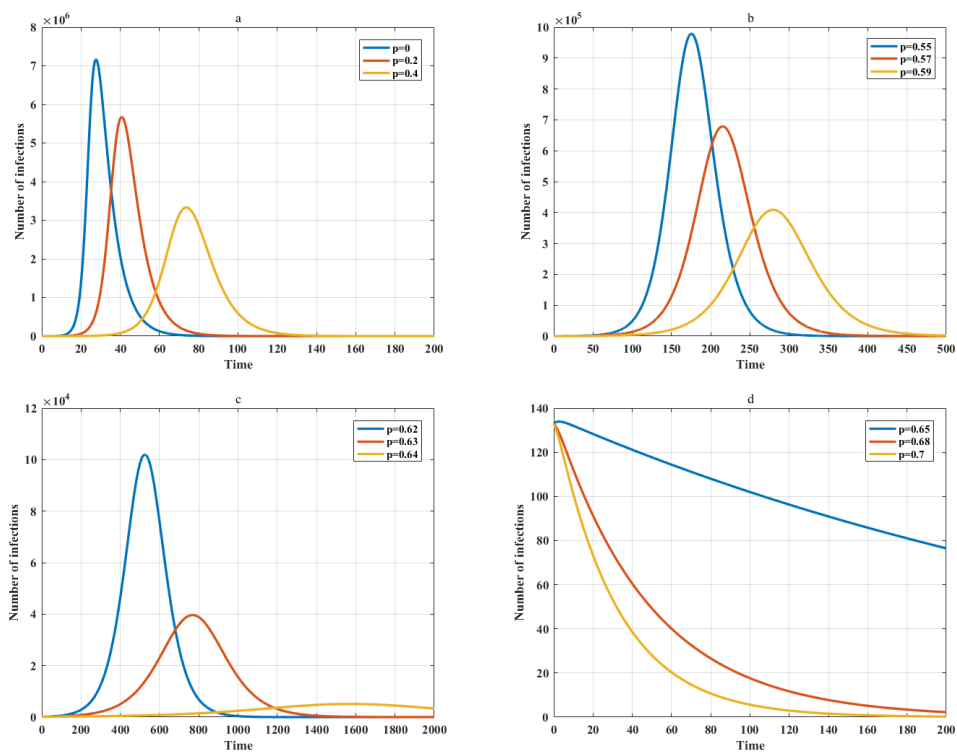 a
×10^6
8
7
6
5
4
3
2
1
0
Number of infections
p=0
p=0.2
p=0.4
0 20 40 60 80 100 120 140 160 180 200
Time
b
×10^5
10
9
8
7
6
5
4
3
2
1
0
Number of infections
p=0.55
p=0.57
p=0.59
0 50 100 150 200 250 300 350 400 450 500
Time
c
×10^4
12
10
8
6
4
2
0
Number of infections
p=0.62
p=0.63
p=0.64
0 200 400 600 800 1000 1200 1400 1600 1800 2000
Time
d
140
120
100
80
60
40
20
0
Number of infections
p=0.65
p=0.68
p=0.7
0 20 40 60 80 100 120 140 160 180 200
Time